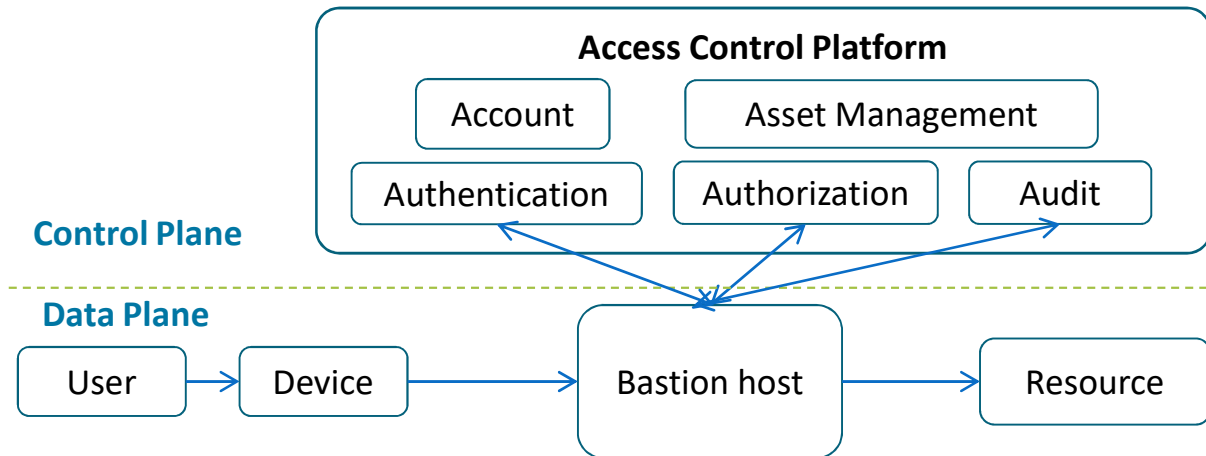 Access Control Platform
Account
Asset Management
Authentication
Authorization
Audit
Control Plane
Data Plane
User
Device
Bastion host
Resource